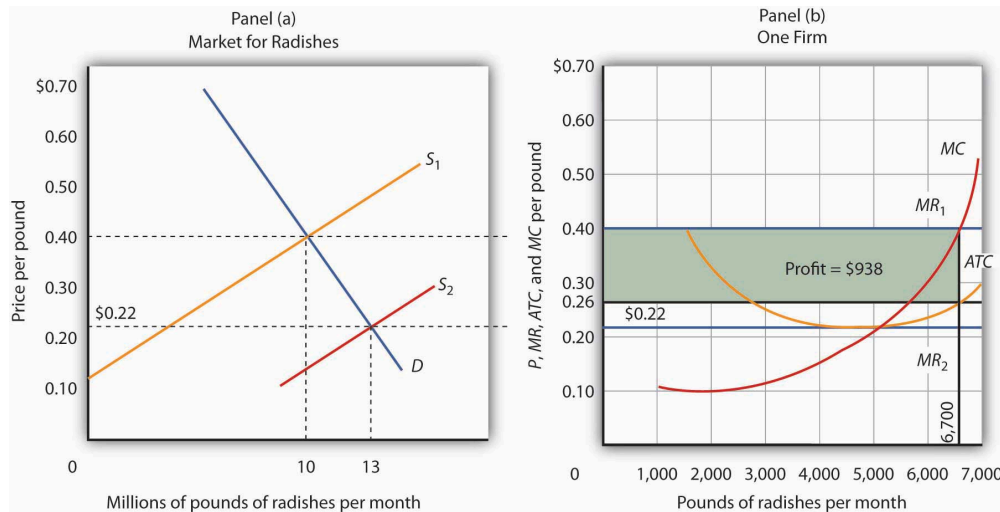 Panel (a)
Market for Radishes
Price per pound
$0.70
0.60
0.50
0.40
0.30
$0.22
0.20
0.10
0
S1
S2
D
10
13
Millions of pounds of radishes per month
Panel (b)
One Firm
P, MR, ATC, and MC per pound
$0.70
0.60
0.50
0.40
0.30
0.26
$0.22
0.20
0.10
0
MC
MR1
ATC
Profit = $938
MR2
6,700
1,000
2,000
3,000
4,000
5,000
6,000
7,000
Pounds of radishes per month